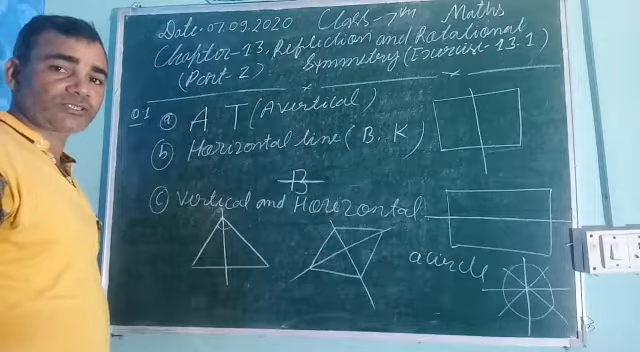 Date:07.09.2020 Class-7th Maths
Chapter-13, Reflection and Rotational
(Part-2) Symmetry (Exercise-13.1)
Q.1 (a) A T (A vertical)
(b) Horizontal line (B, K)
B
(c) Vertical and Horizontal
a circle